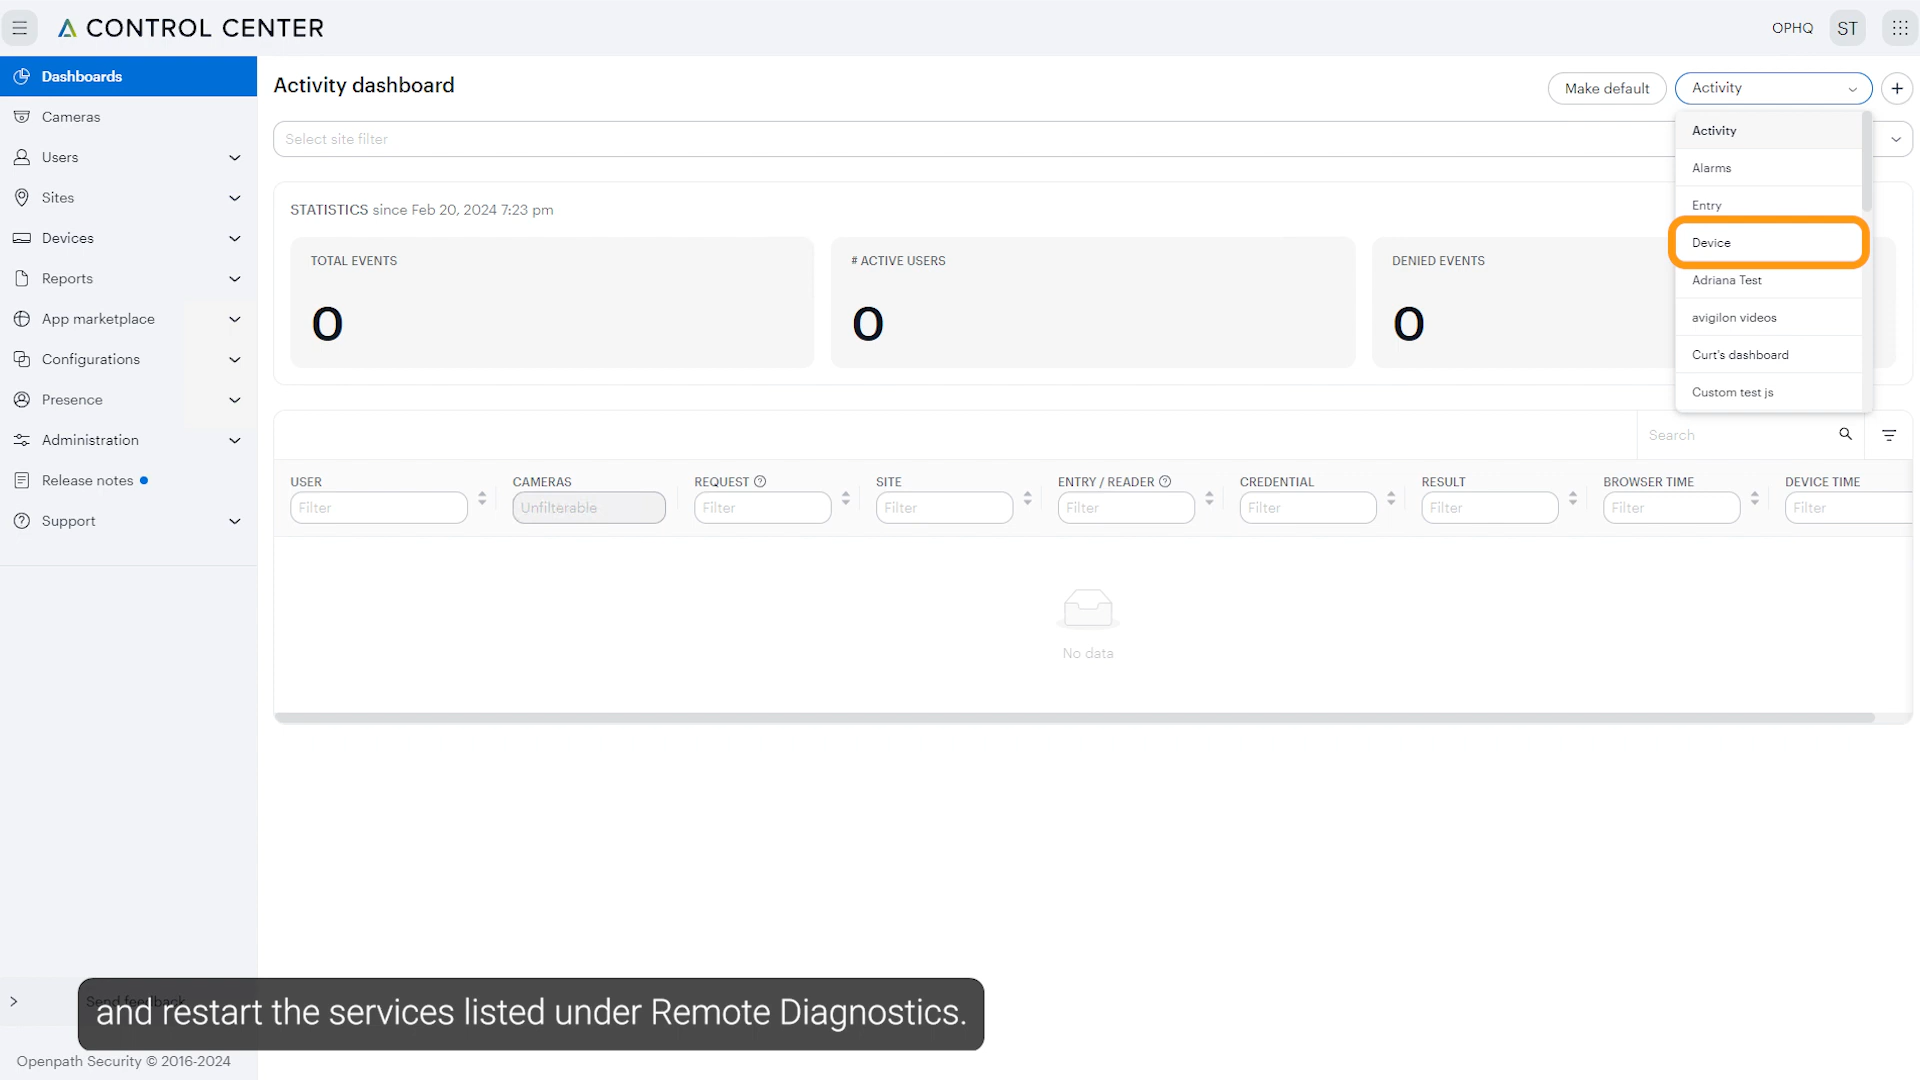 CONTROL CENTER
OPHQ
ST
Dashboards
Cameras
Users
Sites
Devices
Reports
App marketplace
Configurations
Presence
Administration
Release notes
Support
Activity dashboard
Make default
Activity
Select site filter
Activity
Alarms
Entry
Device
Adriana Test
avigilon videos
Curt's dashboard
Custom test js
STATISTICS since Feb 20, 2024 7:23 pm
TOTAL EVENTS
0
# ACTIVE USERS
0
DENIED EVENTS
0
Search
USER
CAMERAS
REQUEST
SITE
ENTRY / READER
CREDENTIAL
RESULT
BROWSER TIME
DEVICE TIME
Filter
Unfilterable
Filter
Filter
Filter
Filter
Filter
Filter
Filter
No data
Send feedback
and restart the services listed under Remote Diagnostics.
Openpath Security © 2016-2024